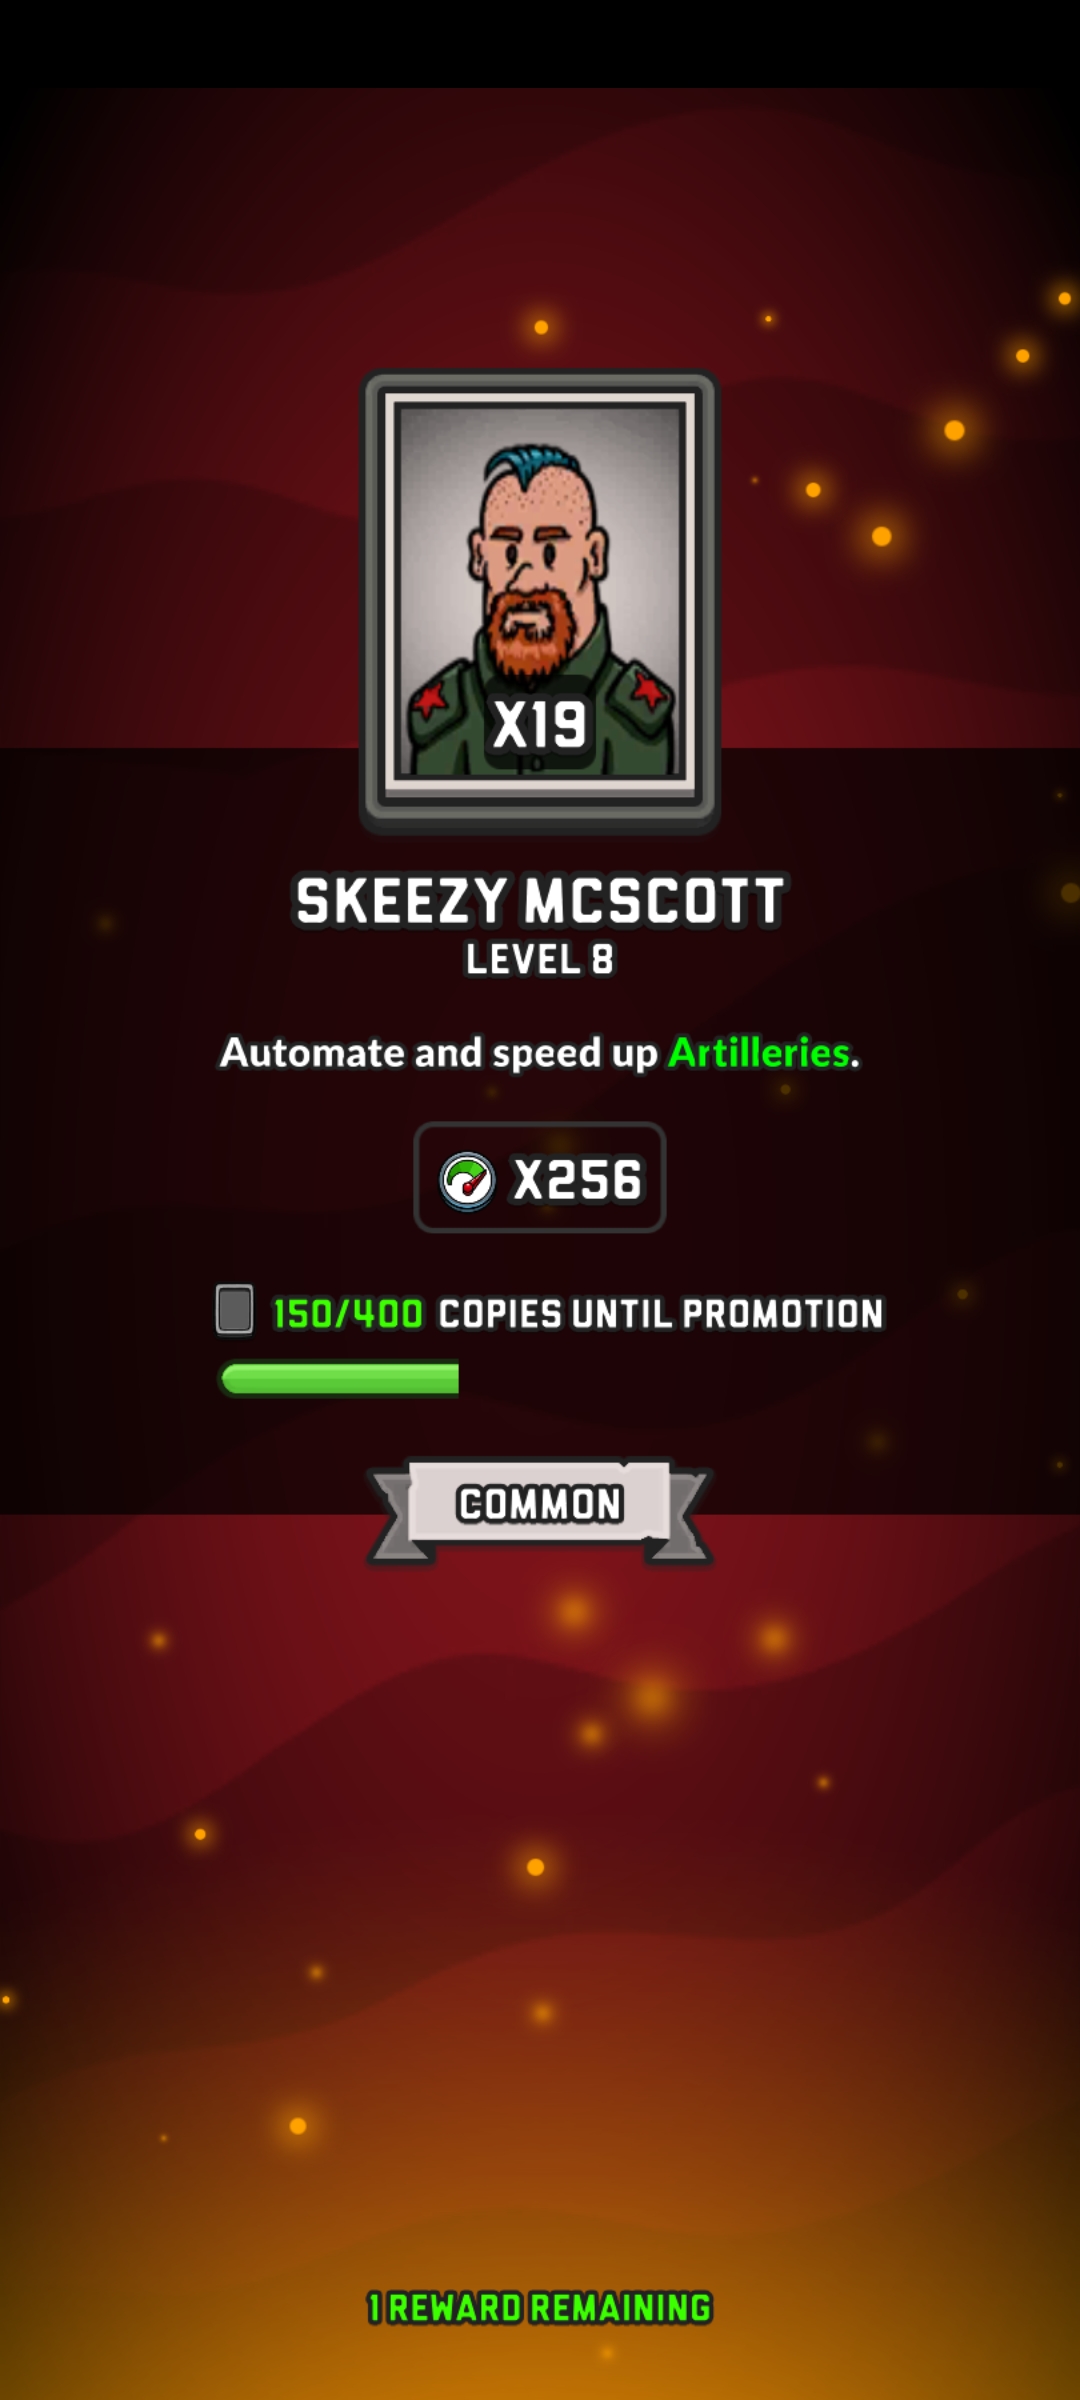 X19
SKEEZY MCSCOTT
LEVEL 8
Automate and speed up Artilleries.
X256
150/400 COPIES UNTIL PROMOTION
COMMON
1 REWARD REMAINING